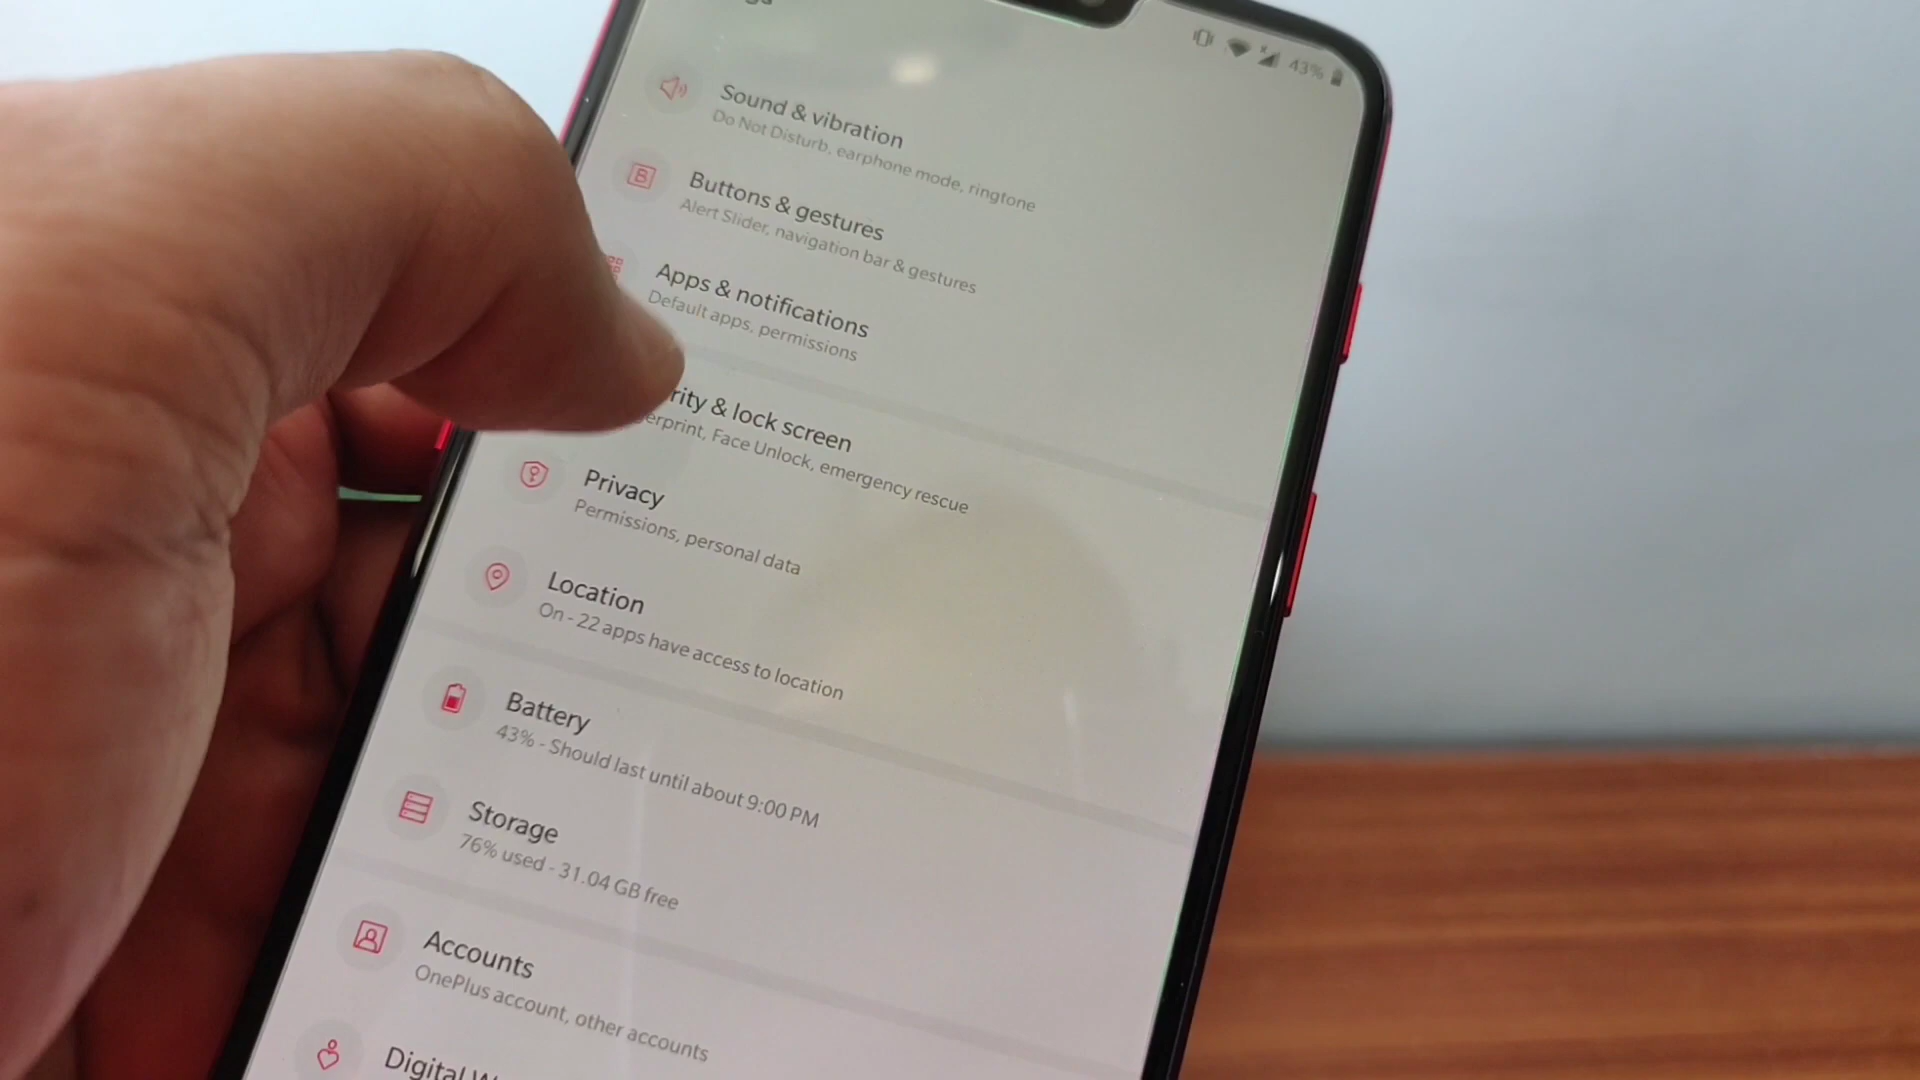 43%
Sound & vibration
Do Not Disturb, earphone mode, ringtone
Buttons & gestures
Alert Slider, navigation bar & gestures
Apps & notifications
Default apps, permissions
rity & lock screen
erprint, Face Unlock, emergency rescue
Privacy
Permissions, personal data
Location
On - 22 apps have access to location
Battery
43% - Should last until about 9:00 PM
Storage
76% used - 31.04 GB free
Accounts
OnePlus account, other accounts
Digital W